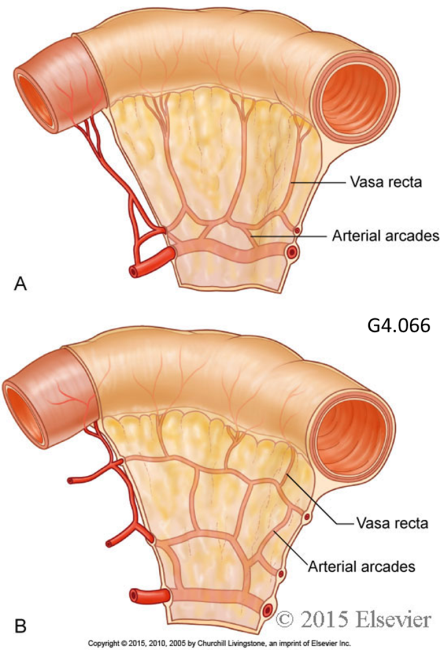 Vasa recta
Arterial arcades
A
G4.066
Vasa recta
Arterial arcades
© 2015 Elsevier
B
Copyright © 2015, 2010, 2005 by Churchill Livingstone, an imprint of Elsevier Inc.